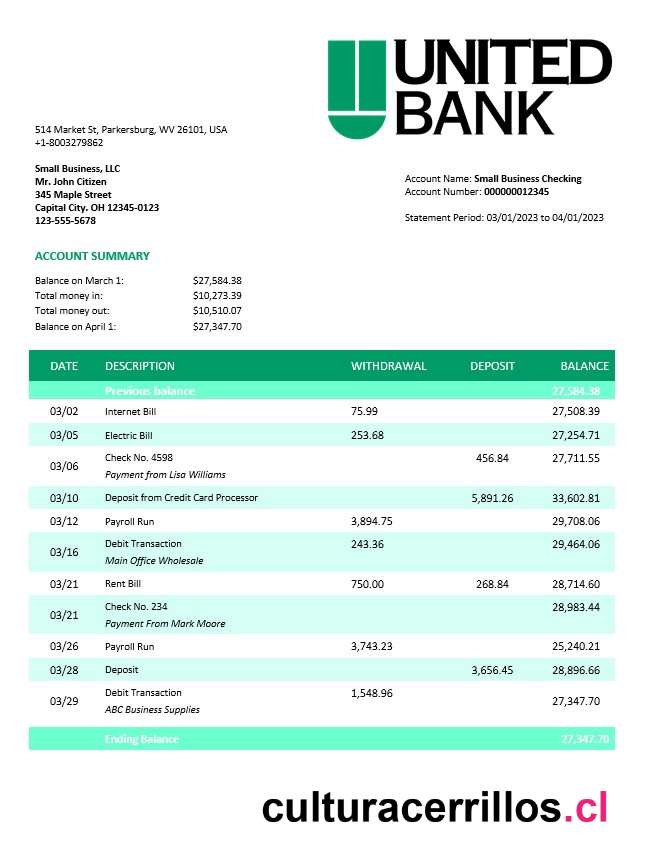 UNITED
BANK
514 Market St, Parkersburg, WV 26101, USA
+1-8003279862
Small Business, LLC
Mr. John Citizen
345 Maple Street
Capital City. OH 12345-0123
123-555-5678
Account Name: Small Business Checking
Account Number: 000000012345
Statement Period: 03/01/2023 to 04/01/2023
ACCOUNT SUMMARY
Balance on March 1: $27,584.38
Total money in: $10,273.39
Total money out: $10,510.07
Balance on April 1: $27,347.70
DATE DESCRIPTION WITHDRAWAL DEPOSIT BALANCE
Previous balance 27,584.38
03/02 Internet Bill 75.99 27,508.39
03/05 Electric Bill 253.68 27,254.71
03/06 Check No. 4598 456.84 27,711.55
Payment from Lisa Williams
03/10 Deposit from Credit Card Processor 5,891.26 33,602.81
03/12 Payroll Run 3,894.75 29,708.06
03/16 Debit Transaction 243.36 29,464.06
Main Office Wholesale
03/21 Rent Bill 750.00 268.84 28,714.60
03/21 Check No. 234 28,983.44
Payment From Mark Moore
03/26 Payroll Run 3,743.23 25,240.21
03/28 Deposit 3,656.45 28,896.66
03/29 Debit Transaction 1,548.96 27,347.70
ABC Business Supplies
Ending Balance 27,347.70
culturacerrillos.cl